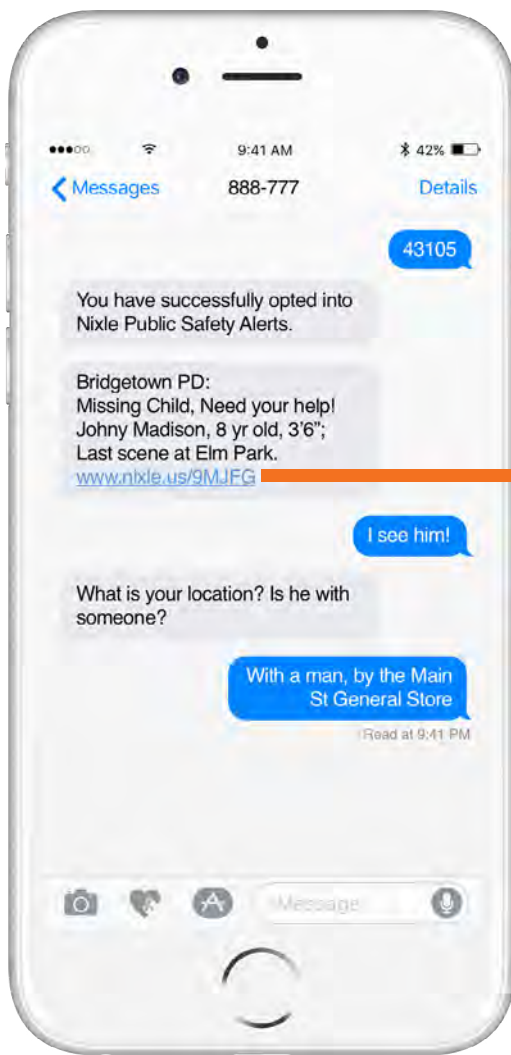 9:41 AM
42%
Messages
888-777
Details
43105
You have successfully opted into
Nixle Public Safety Alerts.
Bridgetown PD:
Missing Child, Need your help!
Johny Madison, 8 yr old, 3'6";
Last scene at Elm Park.
www.nixle.us/9MJFG
I see him!
What is your location? Is he with
someone?
With a man, by the Main
St General Store
Read at 9:41 PM
Message